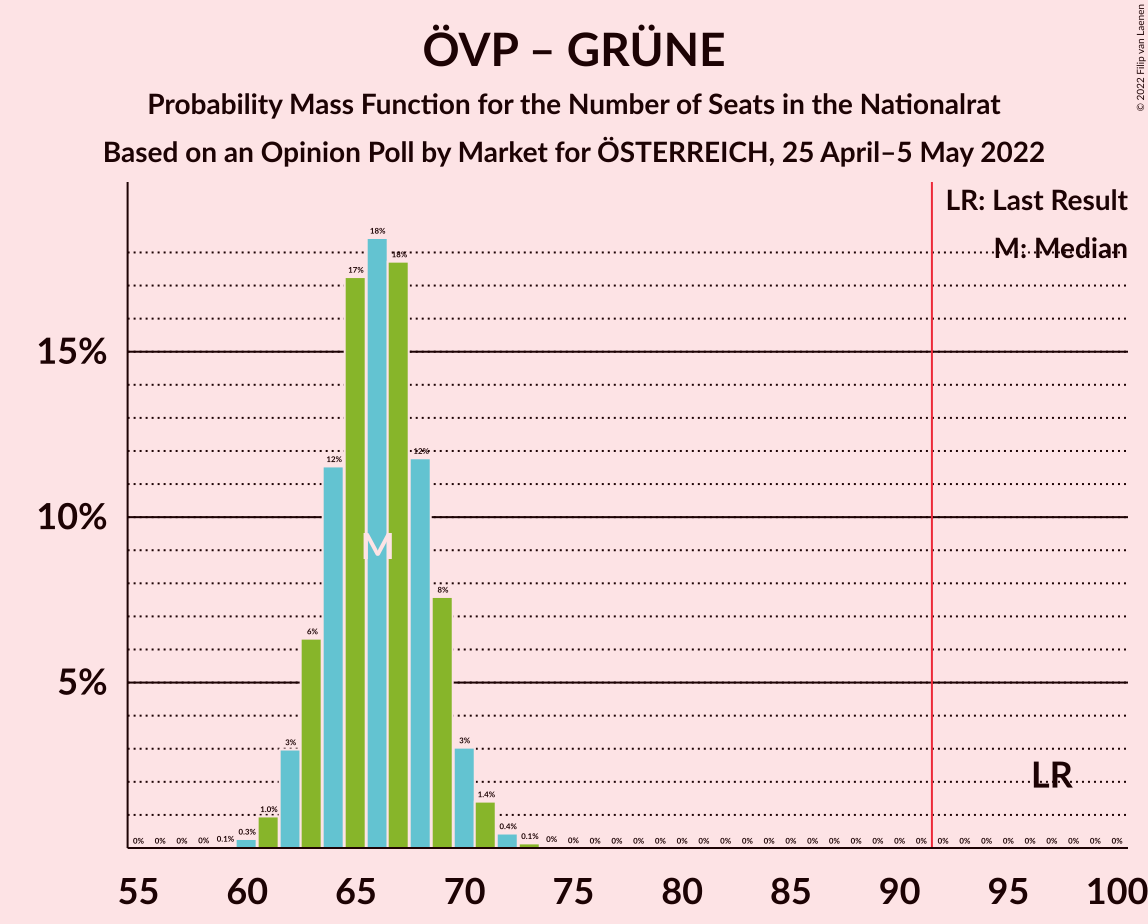 ÖVP – GRÜNE
Probability Mass Function for the Number of Seats in the Nationalrat
Based on an Opinion Poll by Market for ÖSTERREICH, 25 April–5 May 2022
© 2022 Filip van Laenen
LR: Last Result
M: Median
15%
10%
5%
0% 0% 0% 0% 0.1% 0.3% 1.0% 3% 6% 12% 17% 18% 18% 12% 8% 3% 1.4% 0.4% 0.1% 0% 0% 0% 0% 0% 0% 0% 0% 0% 0% 0% 0% 0% 0% 0% 0% 0% 0% 0% 0% 0% 0% 0% 0% 0% 0% 0%
M
LR
55 60 65 70 75 80 85 90 95 100